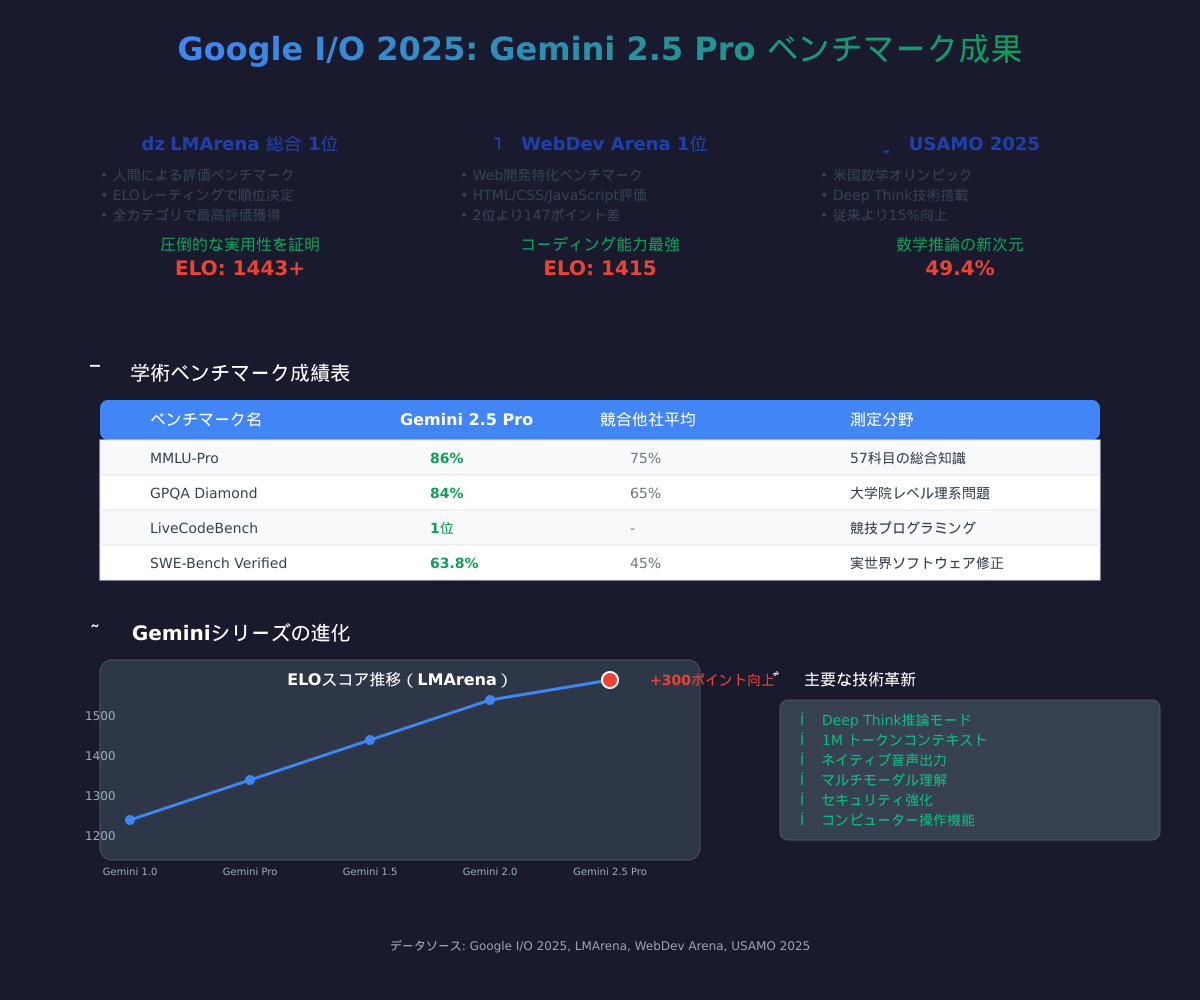 Google I/O 2025: Gemini 2.5 Pro ベンチマーク成果
dz LMArena 総合 1位
• 人間による評価ベンチマーク
• ELOレーティングで順位決定
• 全カテゴリで最高評価獲得
圧倒的な実用性を証明
ELO: 1443+
WebDev Arena 1位
• Web開発特化ベンチマーク
• HTML/CSS/JavaScript評価
• 2位より147ポイント差
コーディング能力最強
ELO: 1415
USAMO 2025
• 米国数学オリンピック
• Deep Think技術搭載
• 従来より15%向上
数学推論の新次元
49.4%
学術ベンチマーク成績表
ベンチマーク名 Gemini 2.5 Pro 競合他社平均 測定分野
MMLU-Pro 86% 75% 57科目の総合知識
GPQA Diamond 84% 65% 大学院レベル理系問題
LiveCodeBench 1位 - 競技プログラミング
SWE-Bench Verified 63.8% 45% 実世界ソフトウェア修正
Geminiシリーズの進化
ELOスコア推移（LMArena）
+300ポイント向上
1500
1400
1300
1200
Gemini 1.0 Gemini Pro Gemini 1.5 Gemini 2.0 Gemini 2.5 Pro
主要な技術革新
Deep Think推論モード
1M トークンコンテキスト
ネイティブ音声出力
マルチモーダル理解
セキュリティ強化
コンピューター操作機能
データソース: Google I/O 2025, LMArena, WebDev Arena, USAMO 2025